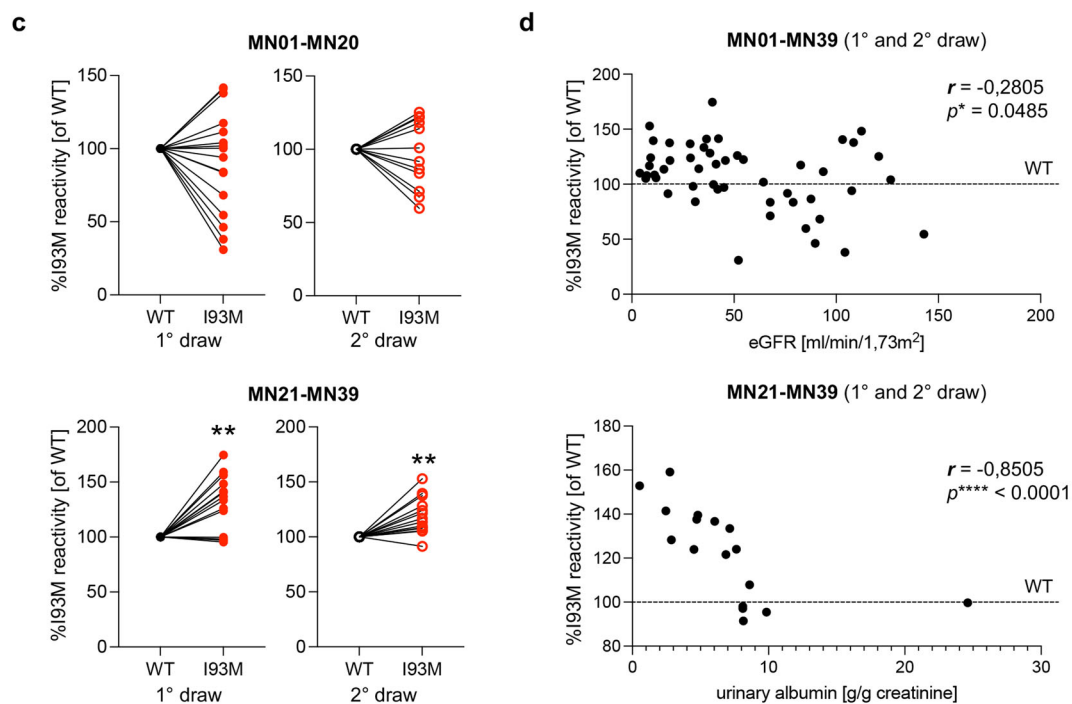 c
MN01-MN20
%I93M reactivity [of WT]
150
100
50
0
WT I93M
1° draw
150
100
50
0
WT I93M
2° draw
MN21-MN39
%I93M reactivity [of WT]
200
150
100
50
0
**
WT I93M
1° draw
200
150
100
50
0
**
WT I93M
2° draw
d
MN01-MN39 (1° and 2° draw)
%I93M reactivity [of WT]
200
150
100
50
0
r = -0,2805
p* = 0.0485
WT
0 50 100 150 200
eGFR [ml/min/1,73m²]
MN21-MN39 (1° and 2° draw)
%I93M reactivity [of WT]
180
160
140
120
100
80
r = -0,8505
p**** < 0.0001
WT
0 10 20 30
urinary albumin [g/g creatinine]